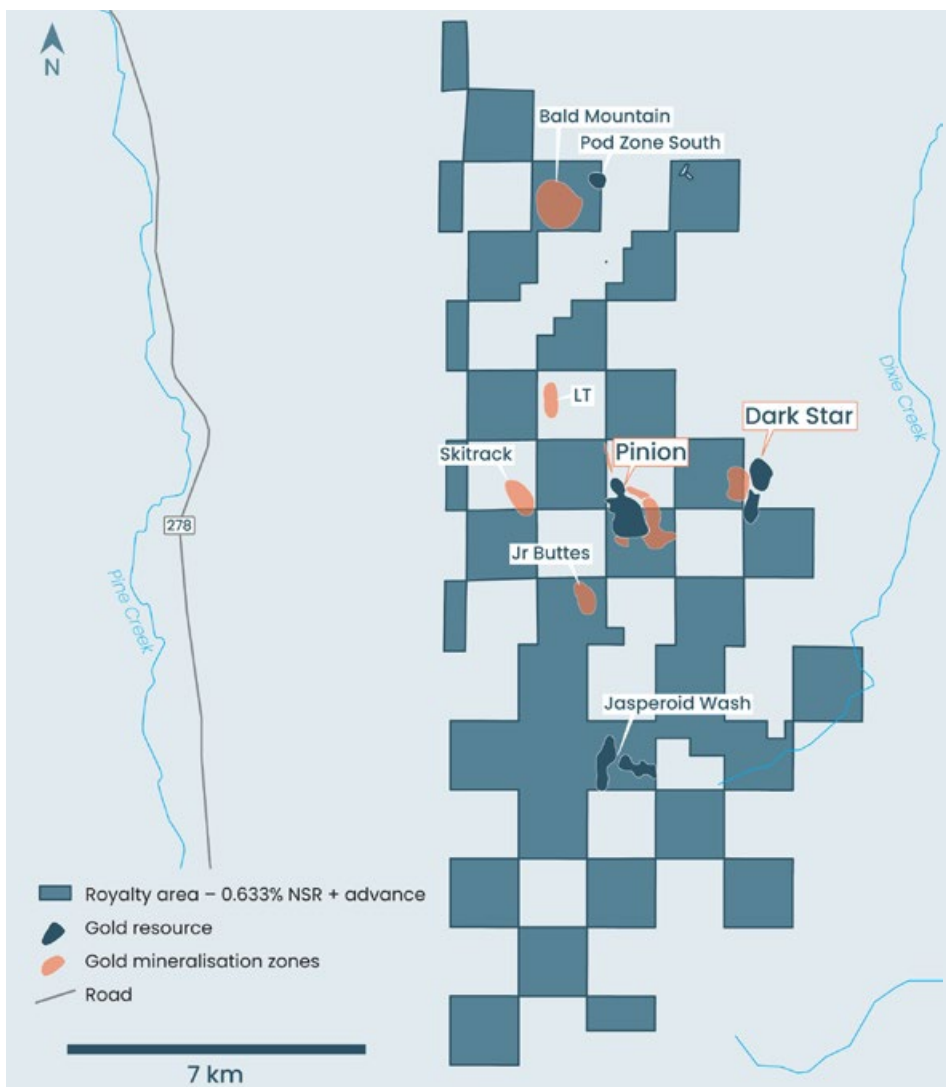 N
Bald Mountain
Pod Zone South
LT
Dark Star
Dixie Creek
Skitrack
Pinion
278
Jr Buttes
Pine Creek
Jasperoid Wash
Royalty area – 0.633% NSR + advance
Gold resource
Gold mineralisation zones
Road
7 km